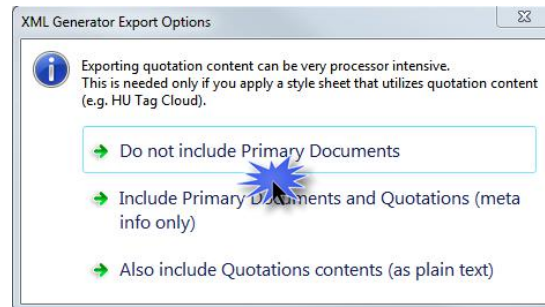 XML Generator Export Options
Exporting quotation content can be very processor intensive.
This is needed only if you apply a style sheet that utilizes quotation content
(e.g. HU Tag Cloud).
Do not include Primary Documents
Include Primary Documents and Quotations (meta
info only)
Also include Quotations contents (as plain text)